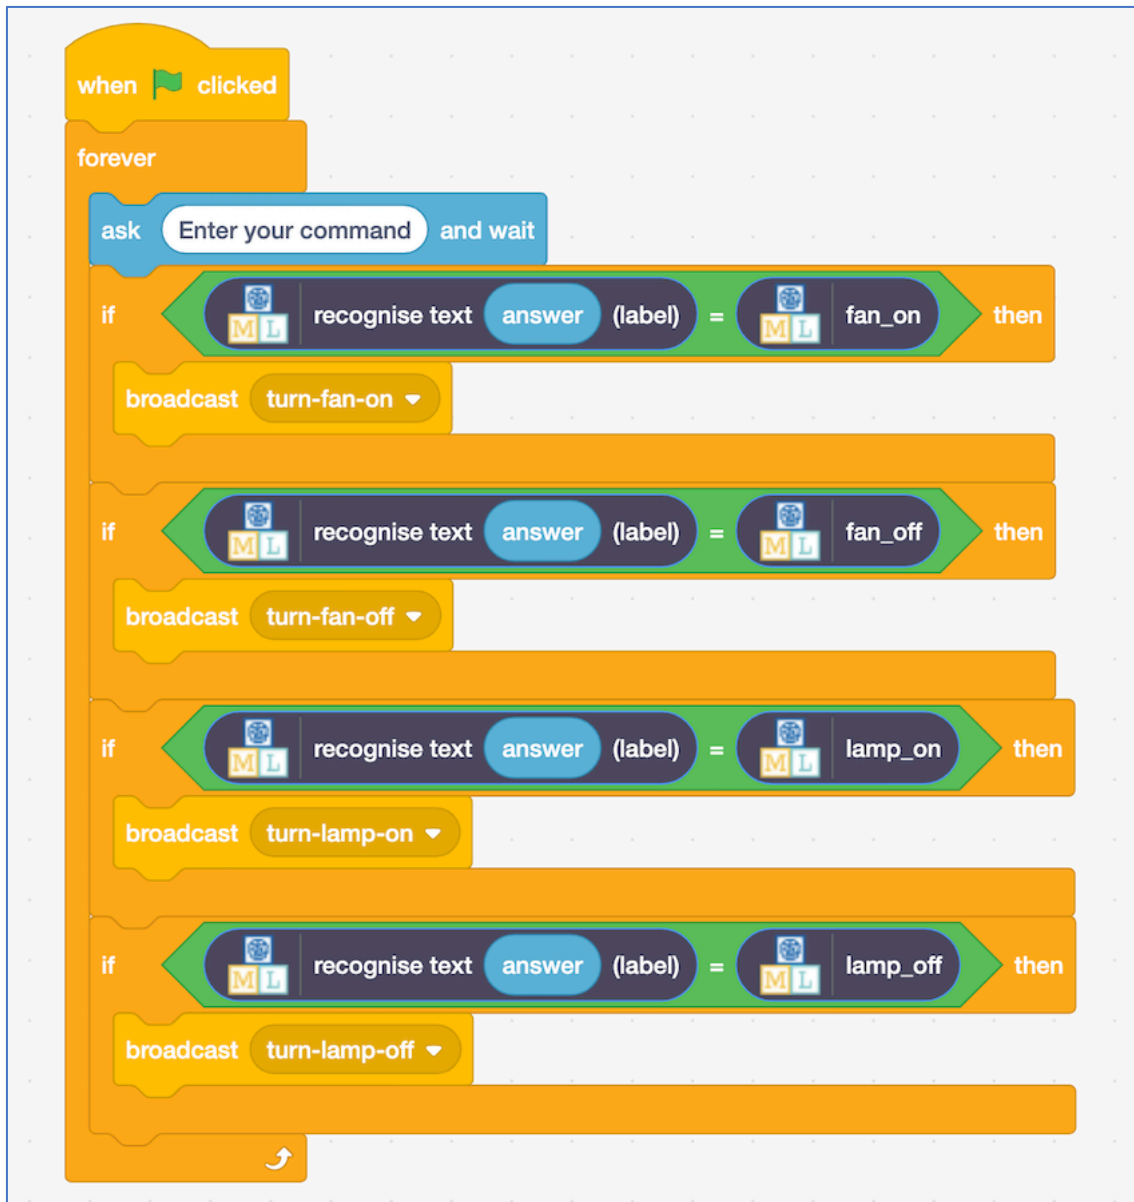 when clicked
forever
ask Enter your command and wait
if ML recognise text answer (label) = ML fan_on then
broadcast turn-fan-on
if ML recognise text answer (label) = ML fan_off then
broadcast turn-fan-off
if ML recognise text answer (label) = ML lamp_on then
broadcast turn-lamp-on
if ML recognise text answer (label) = ML lamp_off then
broadcast turn-lamp-off